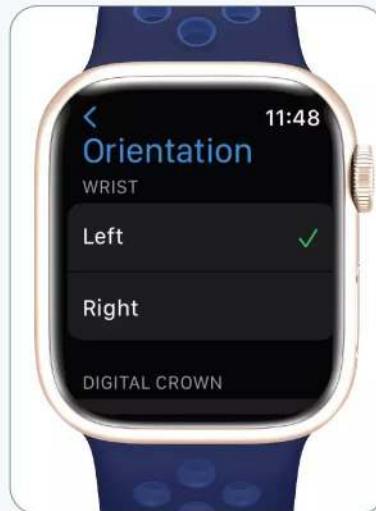 11:48
Orientation
WRIST
Left
Right
DIGITAL CROWN